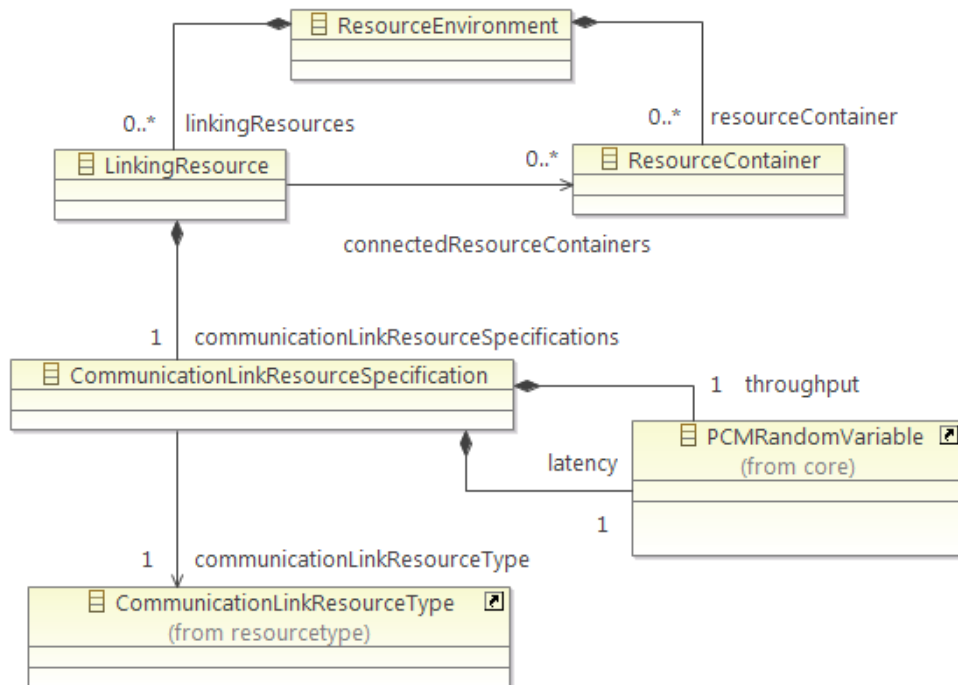 ResourceEnvironment
0..* linkingResources
0..* resourceContainer
LinkingResource
0..*
ResourceContainer
connectedResourceContainers
1 communicationLinkResourceSpecifications
CommunicationLinkResourceSpecification
1 throughput
PCMRandomVariable
(from core)
latency
1
1 communicationLinkResourceType
CommunicationLinkResourceType
(from resourcetype)